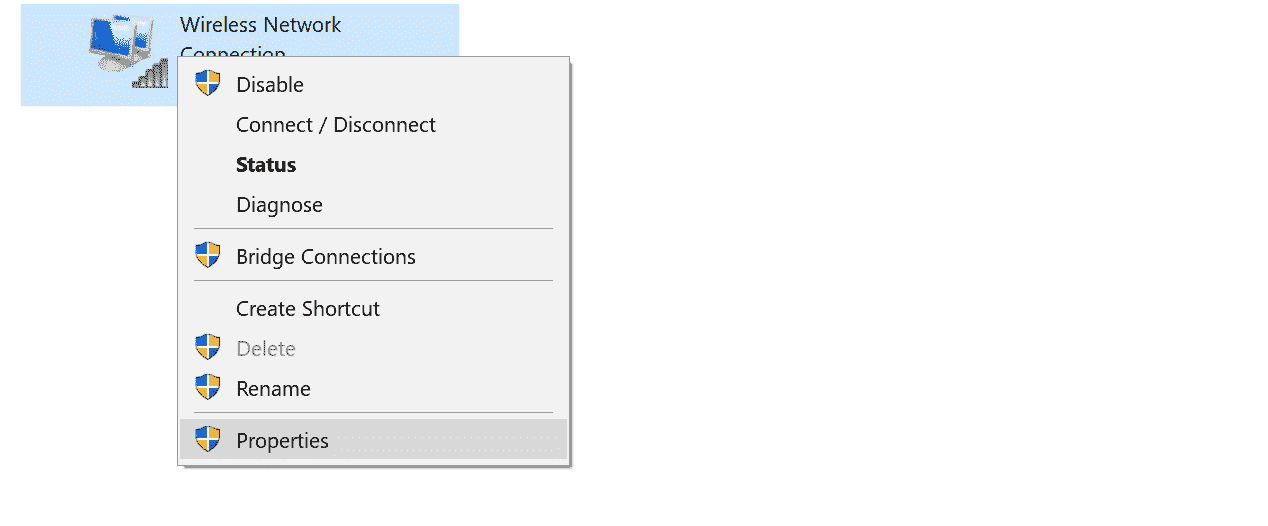 Wireless Network
Connection
Disable
Connect / Disconnect
Status
Diagnose
Bridge Connections
Create Shortcut
Delete
Rename
Properties